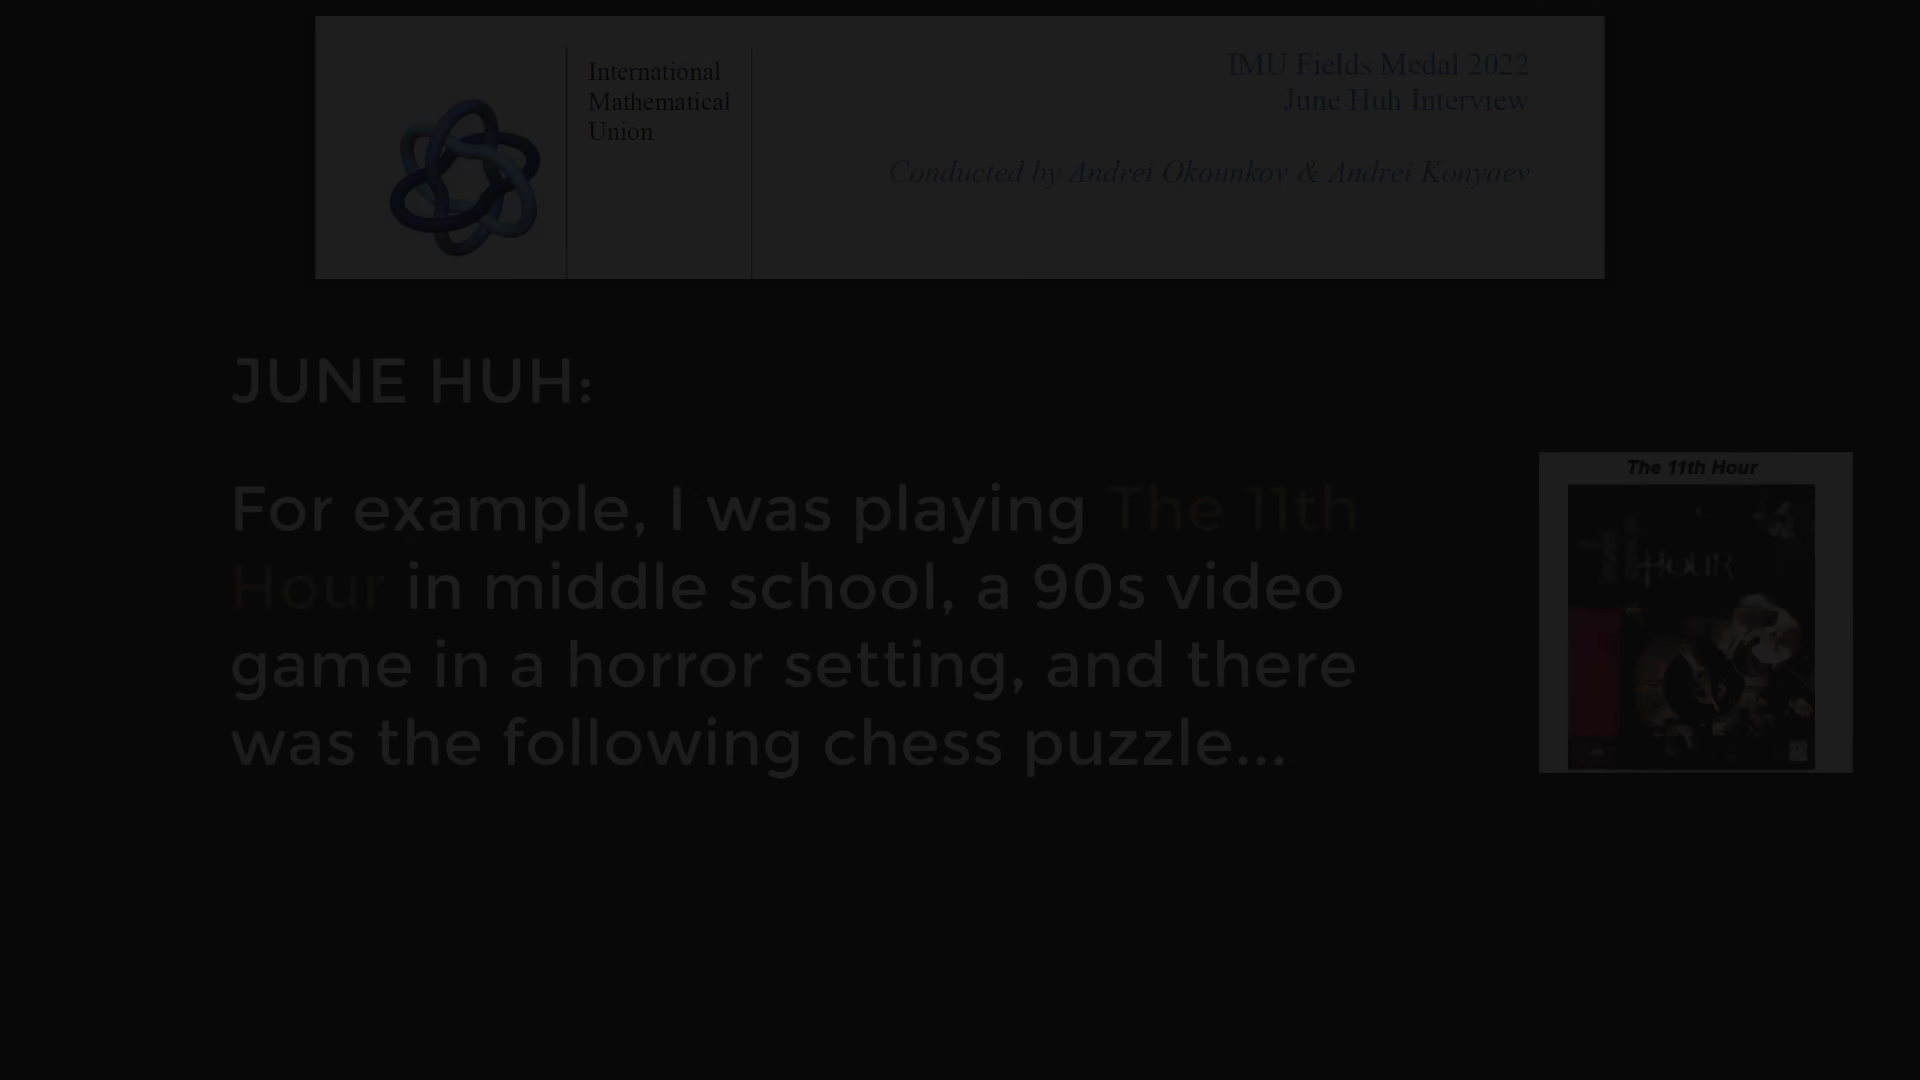 International
Mathematical
Union
IMU Fields Medal 2022
June Huh Interview
Conducted by Andrei Okounkov & Andrei Konyaev
JUNE HUH:
For example, I was playing The 11th
Hour in middle school, a 90s video
game in a horror setting, and there
was the following chess puzzle...
The 11th Hour
11th HOUR